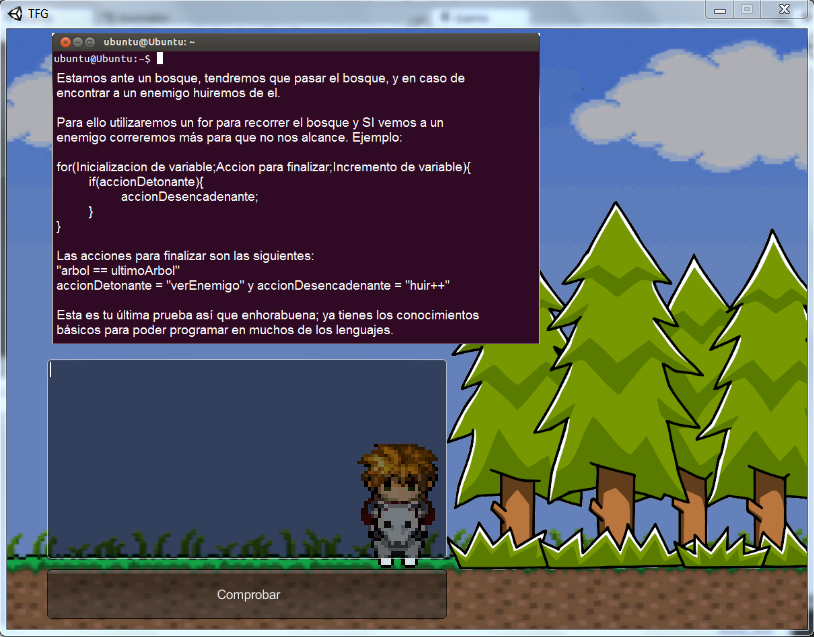 TFG
ubuntu@Ubuntu: ~
ubuntu@Ubuntu:~$
Estamos ante un bosque, tendremos que pasar el bosque, y en caso de
encontrar a un enemigo huiremos de el.
Para ello utilizaremos un for para recorrer el bosque y SI vemos a un
enemigo correremos más para que no nos alcance. Ejemplo:
for(Inicializacion de variable;Accion para finalizar;Incremento de variable){
if(accionDetonante){
accionDesencadenante;
}
}
Las acciones para finalizar son las siguientes:
"arbol == ultimoArbol"
accionDetonante = "verEnemigo" y accionDesencadenante = "huir++"
Esta es tu última prueba así que enhorabuena; ya tienes los conocimientos
básicos para poder programar en muchos de los lenguajes.
Comprobar